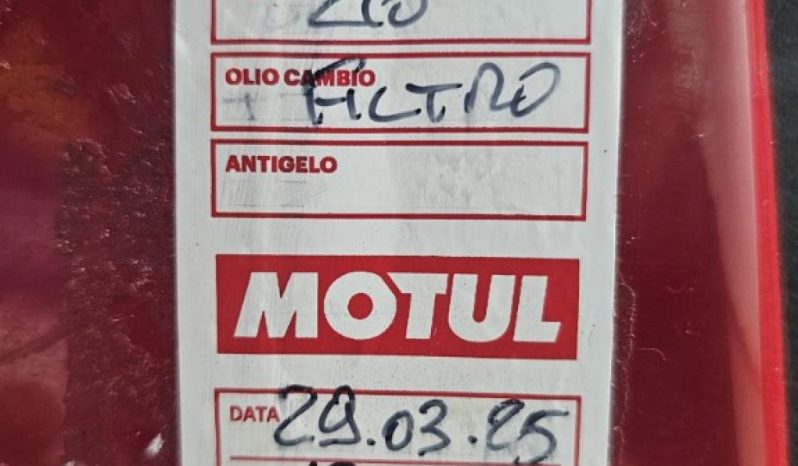 OLIO CAMBIO
+ FILTRO
ANTIGELO
MOTUL
DATA 29.03.25